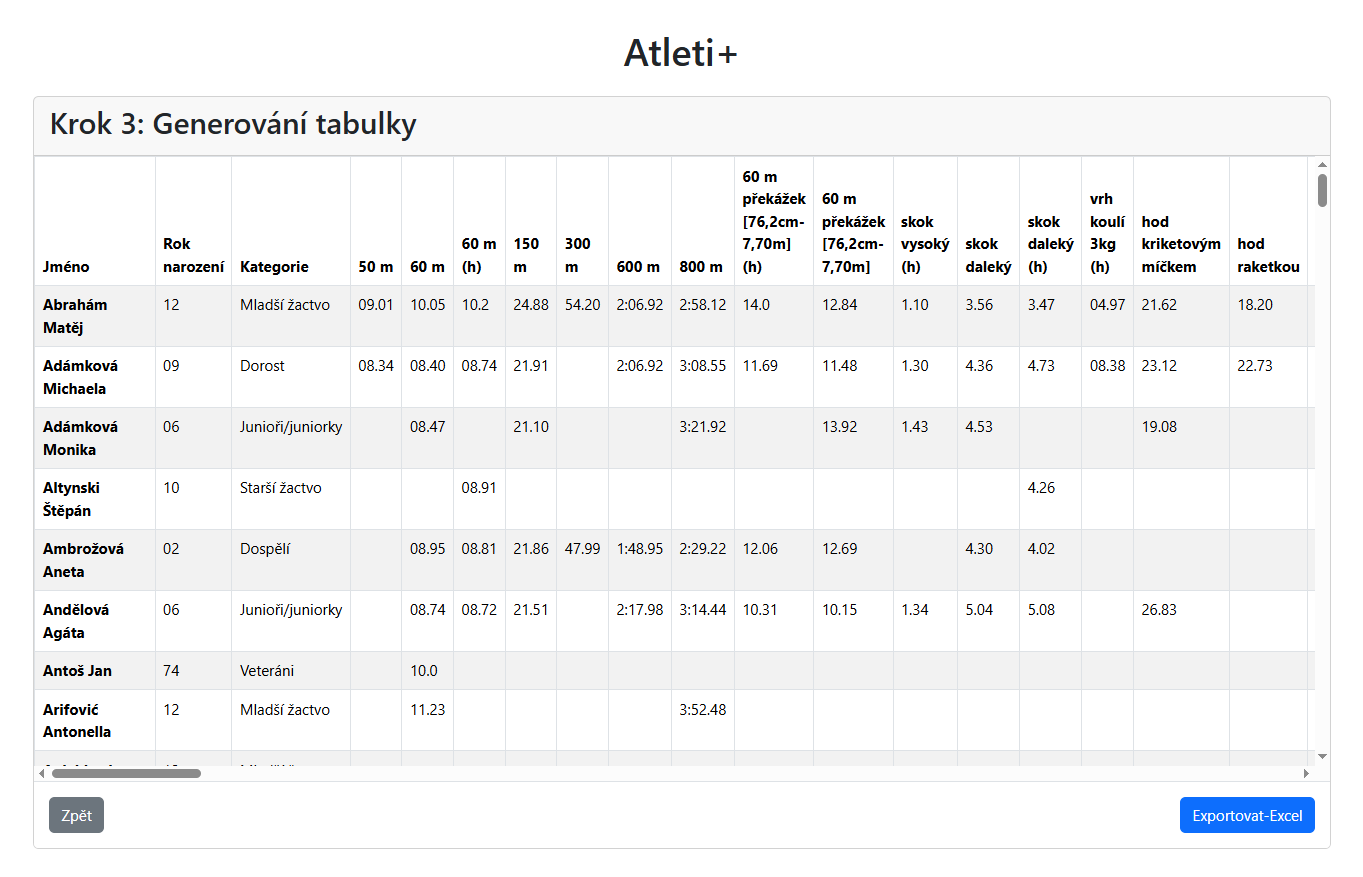 Atleti+
Krok 3: Generování tabulky
Jméno Rok narození Kategorie 50 m 60 m 60 m (h) 150 m 300 m 600 m 800 m 60 m překážek [76,2cm-7,70m] (h) 60 m překážek [76,2cm-7,70m] skok vysoký (h) skok daleký skok daleký (h) vrh koulí 3kg (h) hod kriketovým míčkem hod raketkou
Abrahám Matěj 12 Mladší žactvo 09.01 10.05 10.2 24.88 54.20 2:06.92 2:58.12 14.0 12.84 1.10 3.56 3.47 04.97 21.62 18.20
Adámková Michaela 09 Dorost 08.34 08.40 08.74 21.91 2:06.92 3:08.55 11.69 11.48 1.30 4.36 4.73 08.38 23.12 22.73
Adámková Monika 06 Junioři/juniorky 08.47 21.10 3:21.92 13.92 1.43 4.53 19.08
Altynski Štěpán 10 Starší žactvo 08.91 4.26
Ambrožová Aneta 02 Dospělí 08.95 08.81 21.86 47.99 1:48.95 2:29.22 12.06 12.69 4.30 4.02
Andělová Agáta 06 Junioři/juniorky 08.74 08.72 21.51 2:17.98 3:14.44 10.31 10.15 1.34 5.04 5.08 26.83
Antoš Jan 74 Veteráni 10.0
Arifović Antonella 12 Mladší žactvo 11.23 3:52.48
Zpět Exportovat-Excel